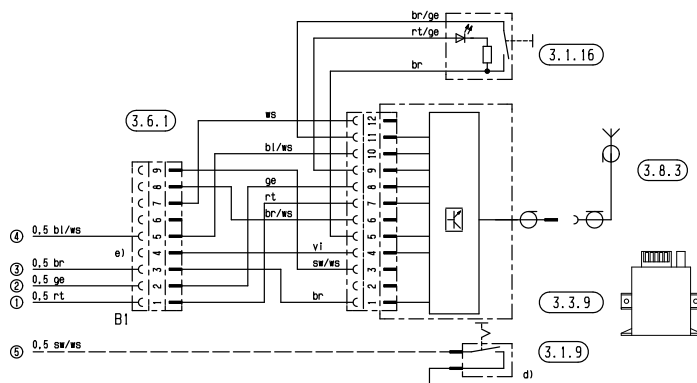 br/ge
rt/ge
br
3.1.16
3.6.1
ws
bl/ws
ge
rt
br/ws
vi
sw/ws
br
9
8
7
6
5
4
3
2
1
12
11
10
9
8
7
6
5
4
3
2
1
3.8.3
④ 0,5 bl/ws
e)
③ 0,5 br
② 0,5 ge
① 0,5 rt
B1
3.3.9
⑤ 0,5 sw/ws
3.1.9
d)